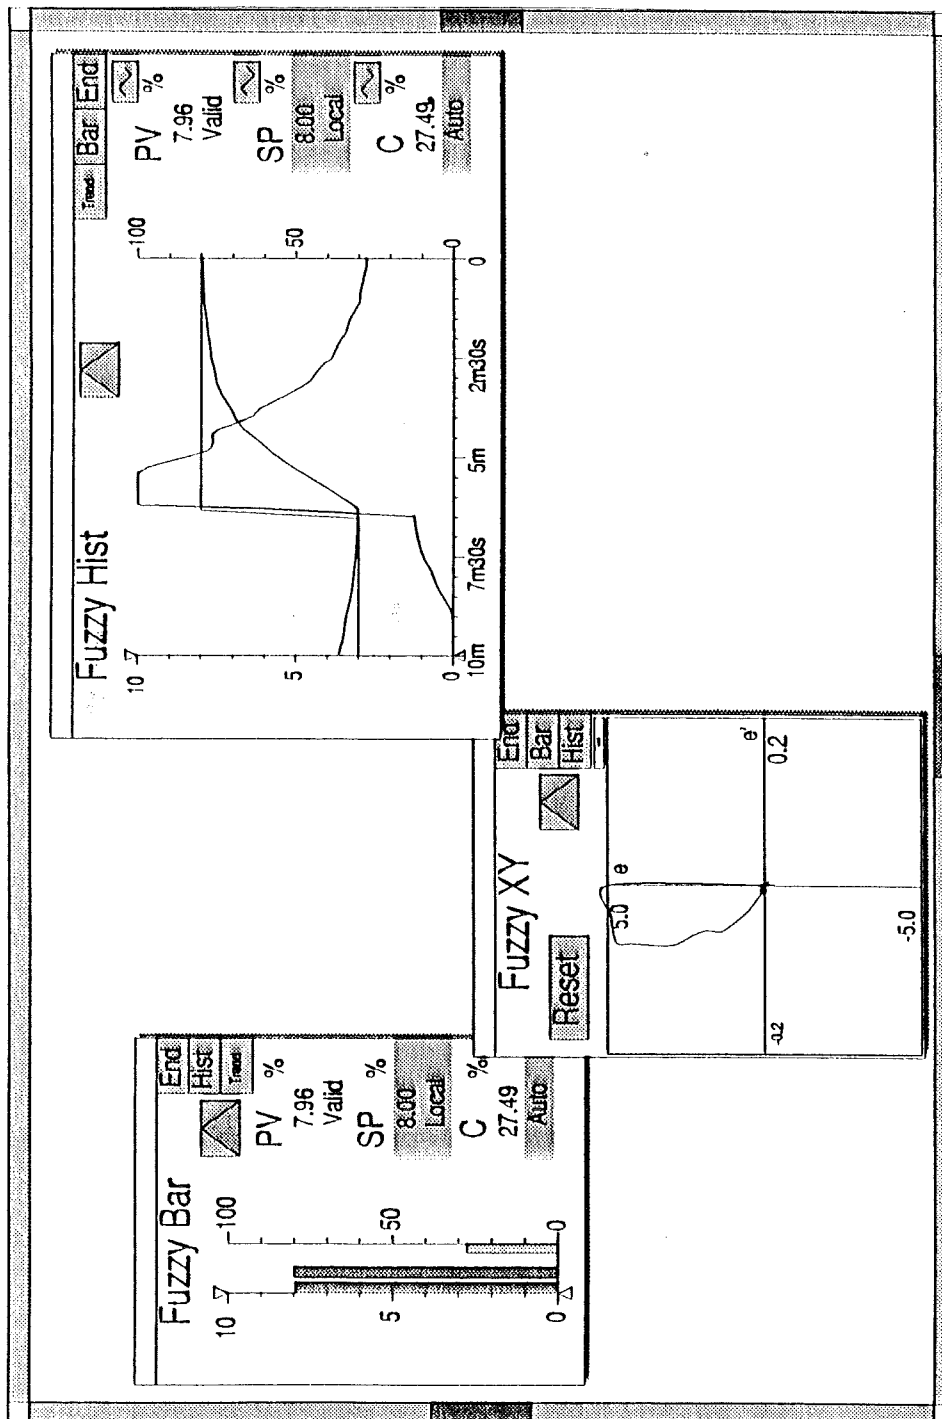 Fuzzy Bar
End
Hist
Trend
10
5
0
100
50
0
PV
%
7.96
Valid
SP
%
8.00
Local
C
%
27.49
Auto
Fuzzy XY
Reset
End
Bar
Hist
5.0
e
-0.2
0.2
e'
-5.0
Fuzzy Hist
Trend Bar End
10
5
0
100
50
0
10m 7m30s 5m 2m30s 0
PV
%
7.96
Valid
SP
%
8.00
Local
C
%
27.49
Auto